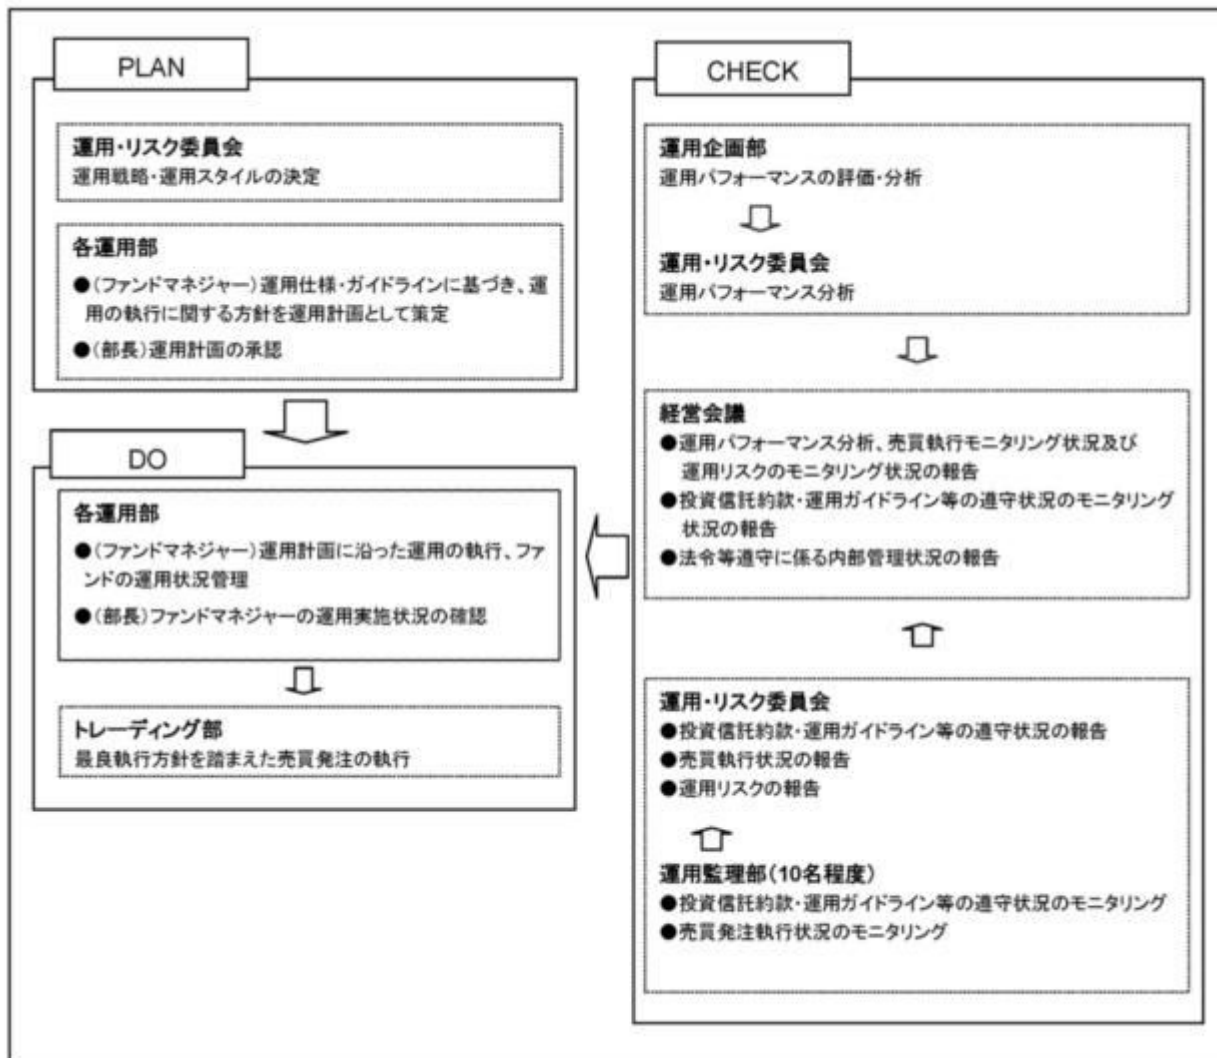 PLAN
運用・リスク委員会
運用戦略・運用スタイルの決定
各運用部
●(ファンドマネジャー)運用仕様・ガイドラインに基づき、運
用の執行に関する方針を運用計画として策定
●(部長)運用計画の承認
DO
各運用部
●(ファンドマネジャー)運用計画に沿った運用の執行、ファ
ンドの運用状況管理
●(部長)ファンドマネジャーの運用実施状況の確認
トレーディング部
最良執行方針を踏まえた売買発注の執行
CHECK
運用企画部
運用パフォーマンスの評価・分析
運用・リスク委員会
運用パフォーマンス分析
経営会議
●運用パフォーマンス分析、売買執行モニタリング状況及び
運用リスクのモニタリング状況の報告
●投資信託約款・運用ガイドライン等の遵守状況のモニタリング
状況の報告
●法令等遵守に係る内部管理状況の報告
運用・リスク委員会
●投資信託約款・運用ガイドライン等の遵守状況の報告
●売買執行状況の報告
●運用リスクの報告
運用監理部(10名程度)
●投資信託約款・運用ガイドライン等の遵守状況のモニタリング
●売買発注執行状況のモニタリング